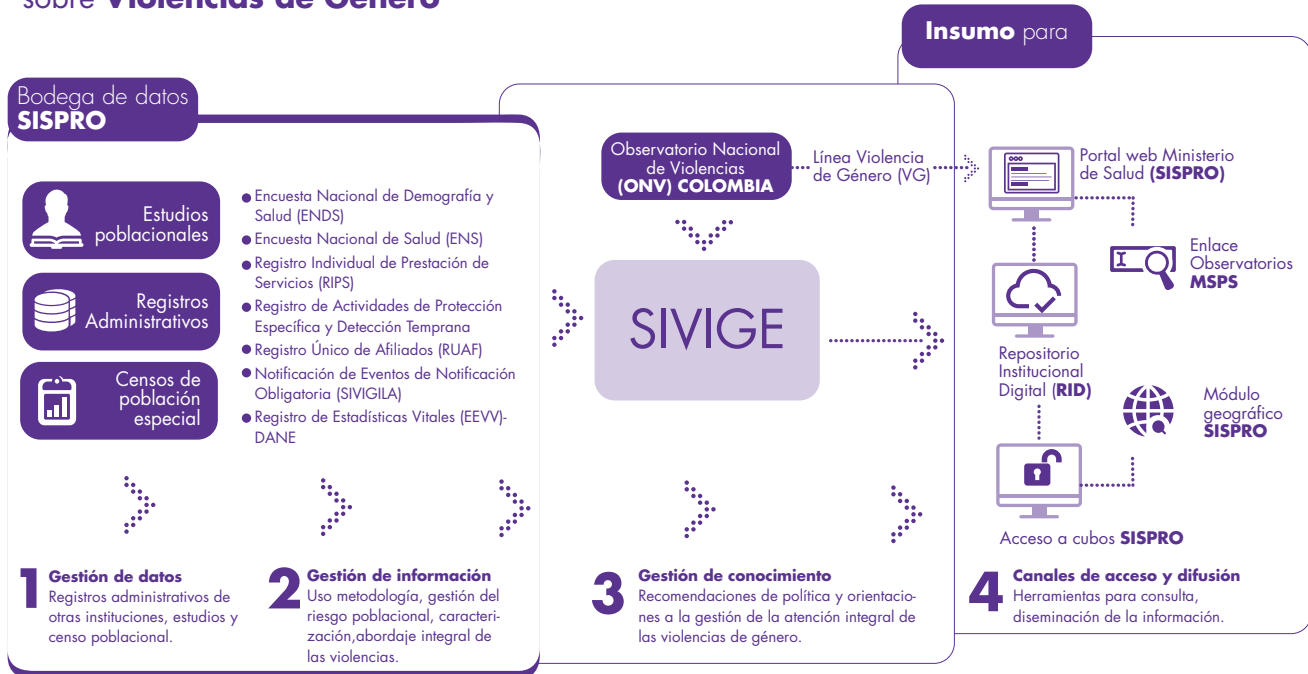 sobre Violencias de Género
Insumo para
Bodega de datos
SISPRO
Estudios
poblacionales
Registros
Administrativos
Censos de
población
especial
Encuesta Nacional de Demografía y
Salud (ENDS)
Encuesta Nacional de Salud (ENS)
Registro Individual de Prestación de
Servicios (RIPS)
Registro de Actividades de Protección
Específica y Detección Temprana
Registro Único de Afiliados (RUAF)
Notificación de Eventos de Notificación
Obligatoria (SIVIGILA)
Registro de Estadísticas Vitales (EEVV)-
DANE
Observatorio Nacional
de Violencias
(ONV) COLOMBIA
Línea Violencia
de Género (VG)
SIVIGE
Portal web Ministerio
de Salud (SISPRO)
Enlace
Observatorios
MSPS
Repositorio
Institucional
Digital (RID)
Módulo
geográfico
SISPRO
Acceso a cubos SISPRO
1 Gestión de datos
Registros administrativos de
otras instituciones, estudios y
censo poblacional.
2 Gestión de información
Uso metodología, gestión del
riesgo poblacional, caracteri-
zación,abordaje integral de
las violencias.
3 Gestión de conocimiento
Recomendaciones de política y orientacio-
nes a la gestión de la atención integral de
las violencias de género.
4 Canales de acceso y difusión
Herramientas para consulta,
diseminación de la información.